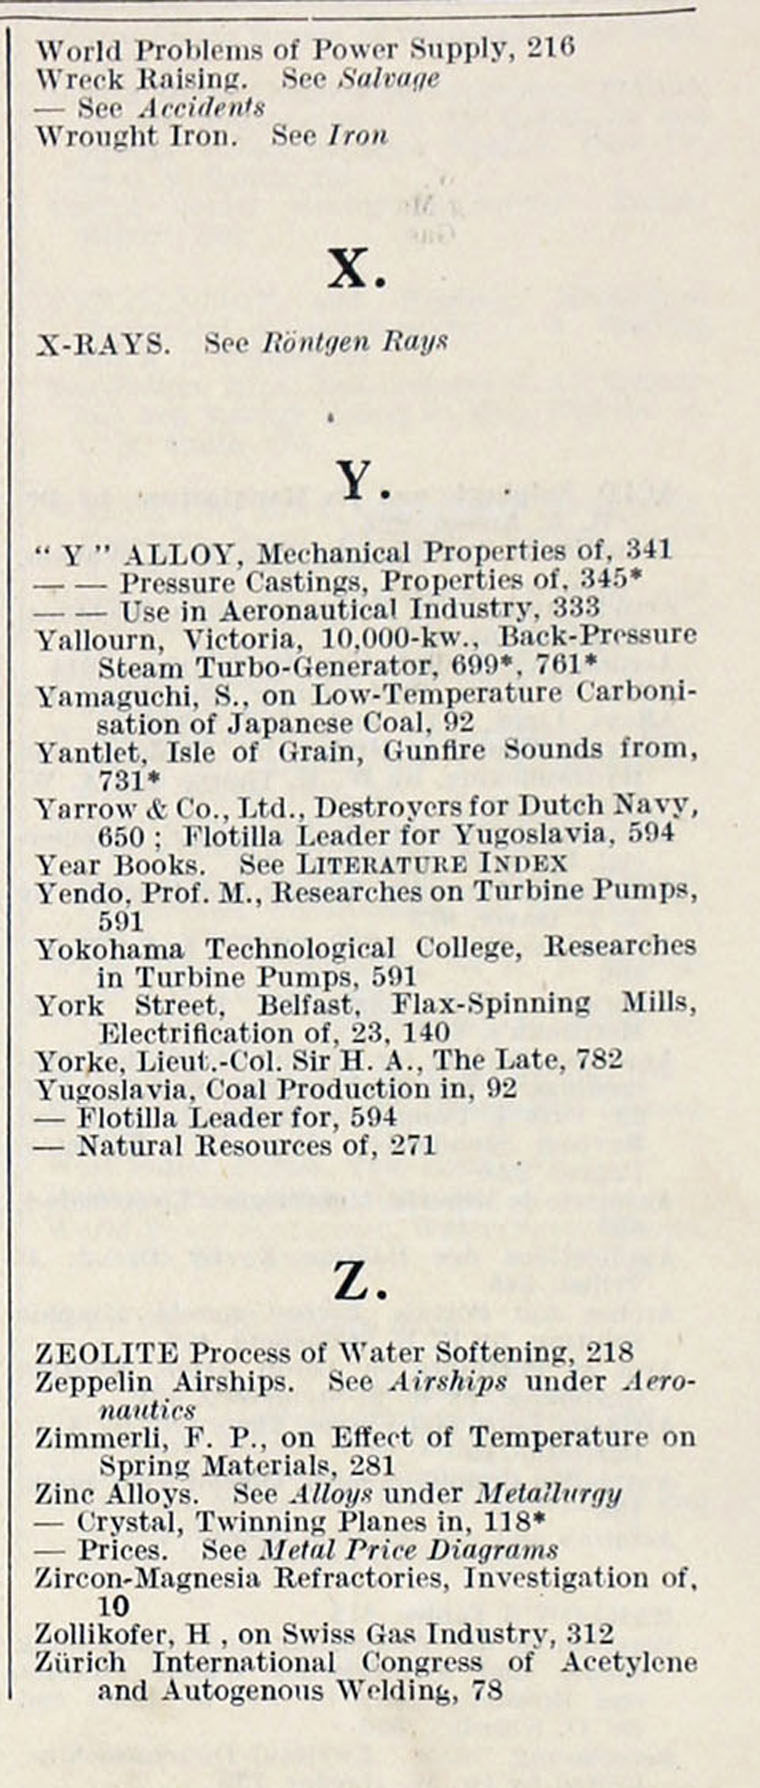 World Problems of Power Supply, 216
Wreck Raising. See Salvage
— See Accidents
Wrought Iron. See Iron
X.
X-RAYS. See Röntgen Rays
Y.
“ Y ” ALLOY, Mechanical Properties of, 341
— — Pressure Castings, Properties of, 345*
— — Use in Aeronautical Industry, 333
Yallourn, Victoria, 10,000-kw., Back-Pressure
Steam Turbo-Generator, 699*, 761*
Yamaguchi, S., on Low-Temperature Carboni-
sation of Japanese Coal, 92
Yantlet, Isle of Grain, Gunfire Sounds from,
731*
Yarrow & Co., Ltd., Destroyers for Dutch Navy,
650 ; Flotilla Leader for Yugoslavia, 594
Year Books. See LITERATURE INDEX
Yendo, Prof. M., Researches on Turbine Pumps,
591
Yokohama Technological College, Researches
in Turbine Pumps, 591
York Street, Belfast, Flax-Spinning Mills,
Electrification of, 23, 140
Yorke, Lieut.-Col. Sir H. A., The Late, 782
Yugoslavia, Coal Production in, 92
— Flotilla Leader for, 594
— Natural Resources of, 271
Z.
ZEOLITE Process of Water Softening, 218
Zeppelin Airships. See Airships under Aero-
nautics
Zimmerli, F. P., on Effect of Temperature on
Spring Materials, 281
Zinc Alloys. See Alloys under Metallurgy
— Crystal, Twinning Planes in, 118*
— Prices. See Metal Price Diagrams
Zircon-Magnesia Refractories, Investigation of,
10
Zollikofer, H , on Swiss Gas Industry, 312
Zürich International Congress of Acetylene
and Autogenous Welding, 78